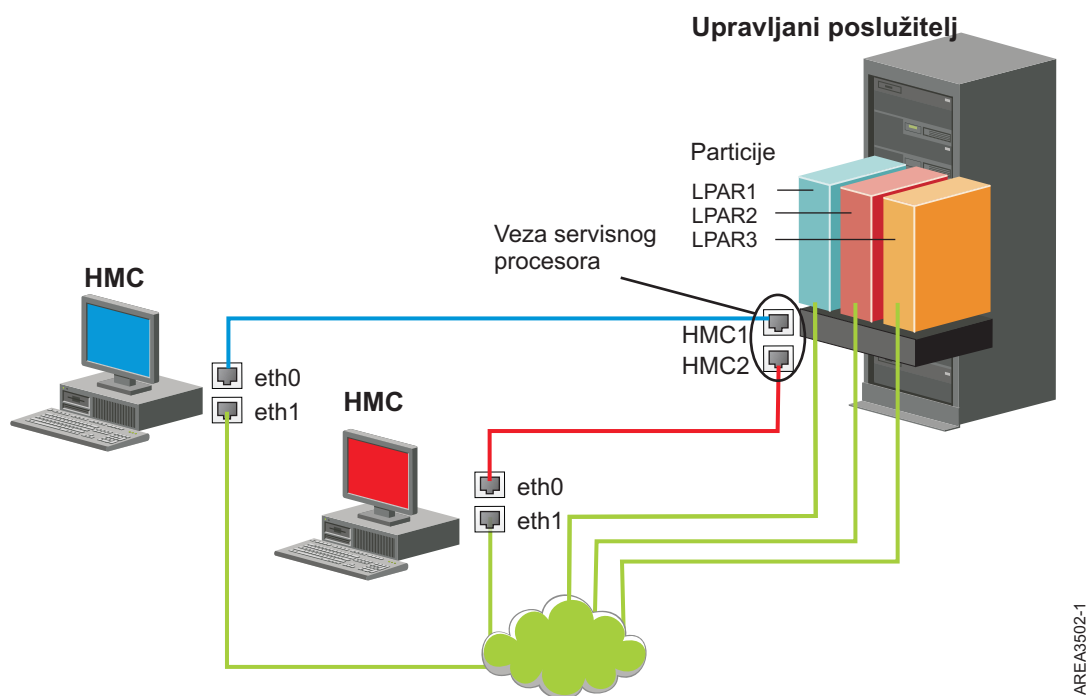 Upravljani poslužitelj
Particije
LPAR1
LPAR2
LPAR3
Veza servisnog
procesora
HMC
HMC1
HMC2
eth0
eth1
HMC
eth0
eth1
AREA3502-1